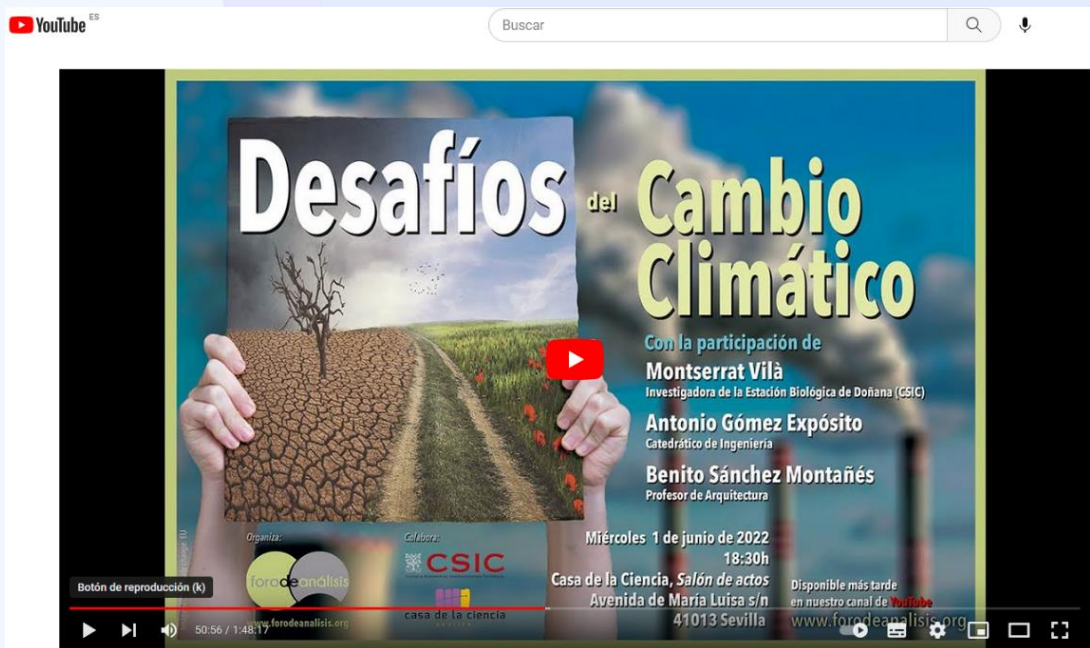 YouTube ES
Buscar
Desafíos del Cambio
Climático
Con la participación de
Montserrat Vilà
Investigadora de la Estación Biológica de Doñana (CSIC)
Antonio Gómez Expósito
Catedrático de Ingeniería
Benito Sánchez Montañés
Profesor de Arquitectura
Miércoles 1 de junio de 2022
18:30h
Casa de la Ciencia, Salón de actos
Avenida de María Luisa s/n
41013 Sevilla
Disponible más tarde
en nuestro canal de YouTube
www.forodeanalisis.org
Organiza:
forodeanálisis
www.forodeanalisis.org
Colabora:
CSIC
casa de la ciencia
Botón de reproducción (k)
50:56 / 1:48:17